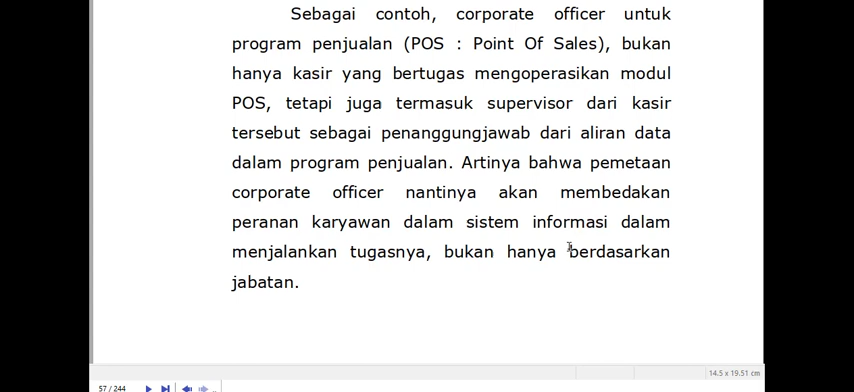 Sebagai contoh, corporate officer untuk
program penjualan (POS : Point Of Sales), bukan
hanya kasir yang bertugas mengoperasikan modul
POS, tetapi juga termasuk supervisor dari kasir
tersebut sebagai penanggungjawab dari aliran data
dalam program penjualan. Artinya bahwa pemetaan
corporate officer nantinya akan membedakan
peranan karyawan dalam sistem informasi dalam
menjalankan tugasnya, bukan hanya berdasarkan
jabatan.
14.5 x 19.51 cm
57 / 244